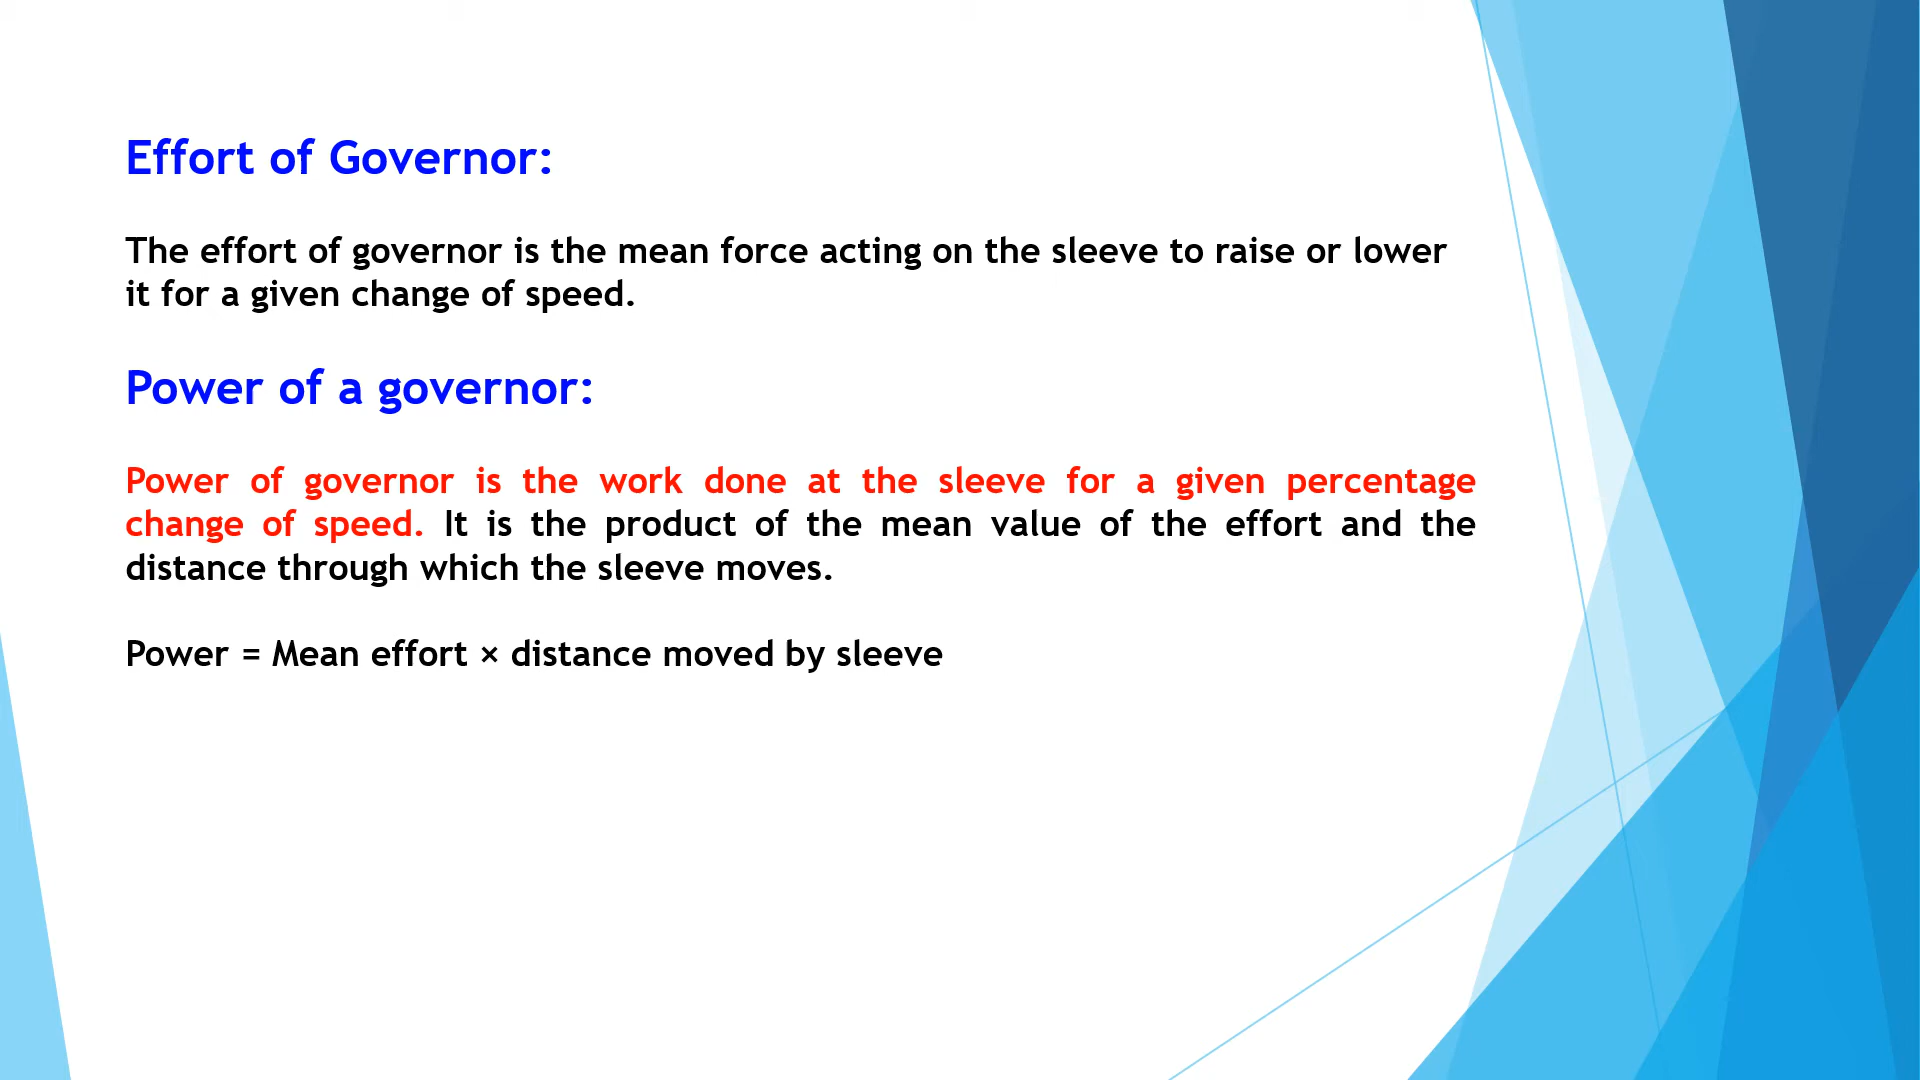 Effort of Governor:
The effort of governor is the mean force acting on the sleeve to raise or lower
it for a given change of speed.
Power of a governor:
Power of governor is the work done at the sleeve for a given percentage
change of speed. It is the product of the mean value of the effort and the
distance through which the sleeve moves.
Power = Mean effort × distance moved by sleeve